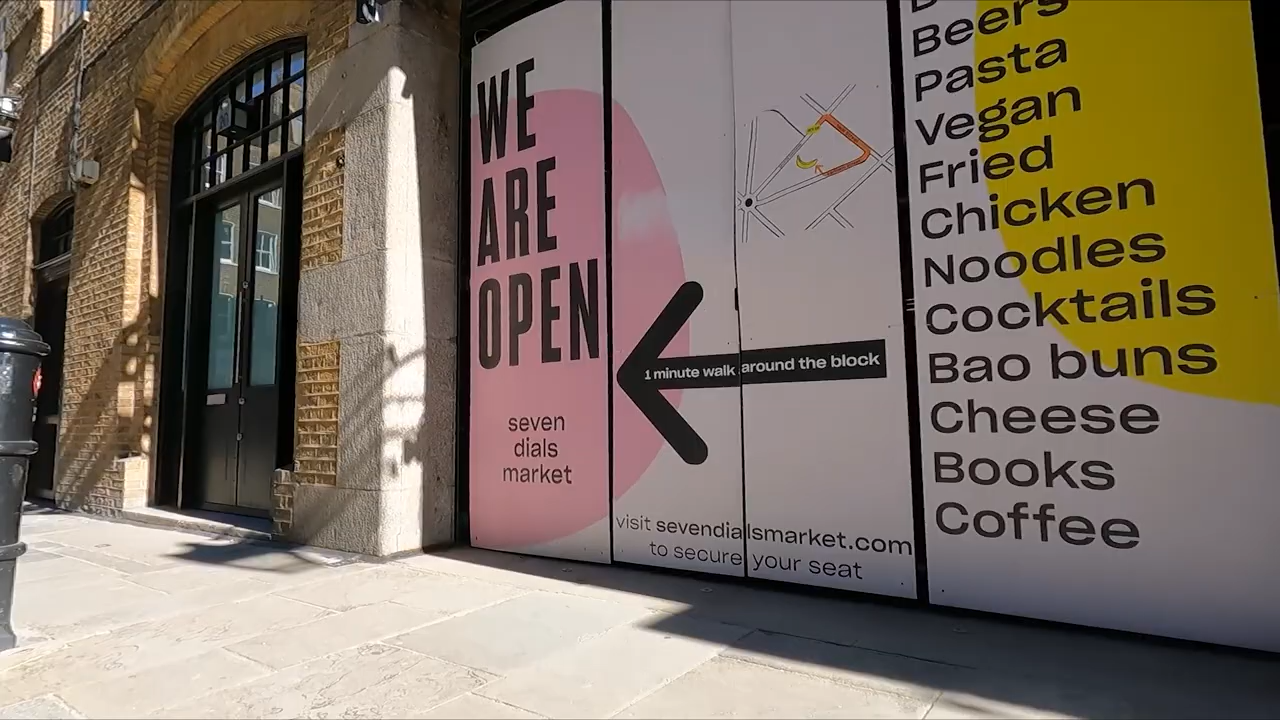 WE
ARE
OPEN
seven
dials
market
1 minute walk around the block
visit sevendialsmarket.com
to secure your seat
Beers
Pasta
Vegan
Fried
Chicken
Noodles
Cocktails
Bao buns
Cheese
Books
Coffee